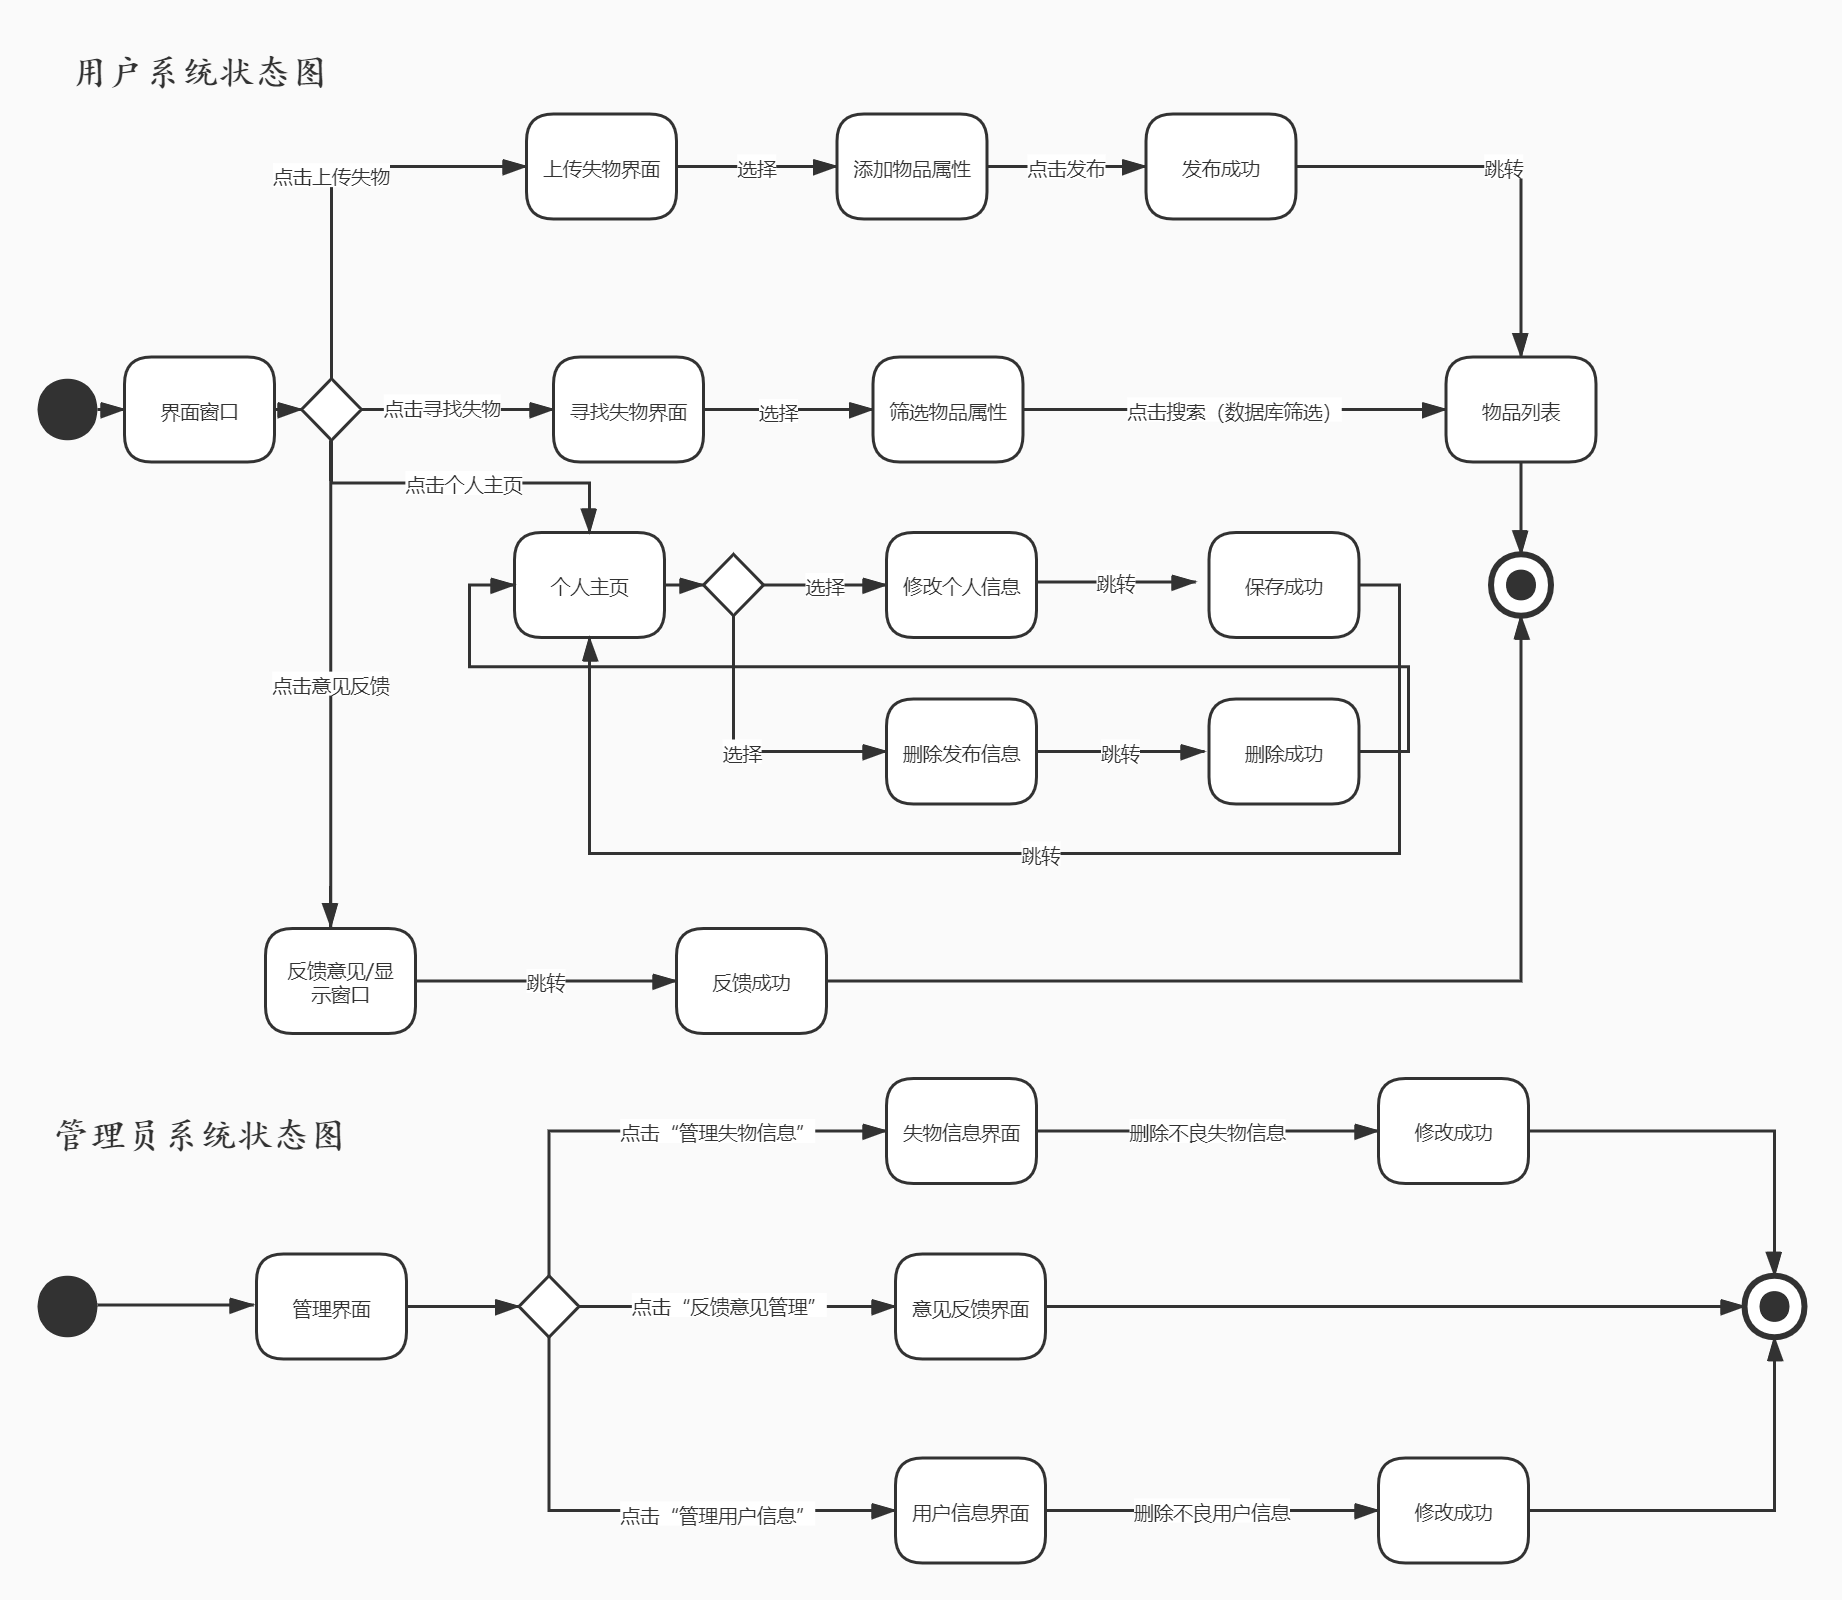 用户系统状态图
点击上传失物
上传失物界面
选择
添加物品属性
点击发布
发布成功
跳转
界面窗口
点击寻找失物
寻找失物界面
选择
筛选物品属性
点击搜索（数据库筛选）
物品列表
点击个人主页
个人主页
选择
修改个人信息
跳转
保存成功
点击意见反馈
选择
删除发布信息
跳转
删除成功
跳转
反馈意见/显
示窗口
跳转
反馈成功
管理员系统状态图
点击“管理失物信息”
失物信息界面
删除不良失物信息
修改成功
管理界面
点击“反馈意见管理”
意见反馈界面
点击“管理用户信息”
用户信息界面
删除不良用户信息
修改成功